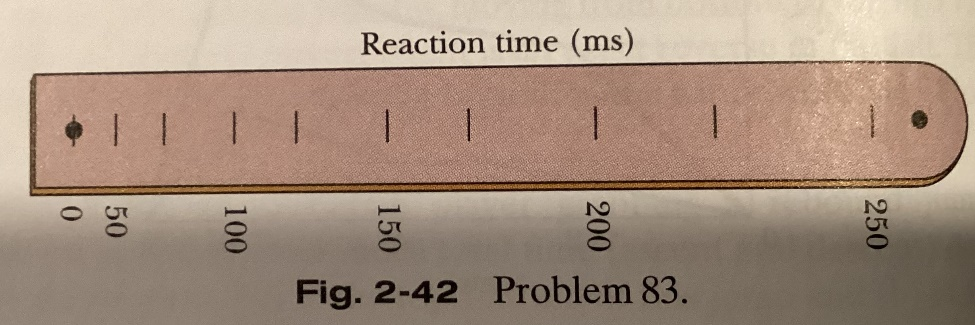 Reaction time (ms)
0 50 100 150 200 250
Fig. 2-42 Problem 83.